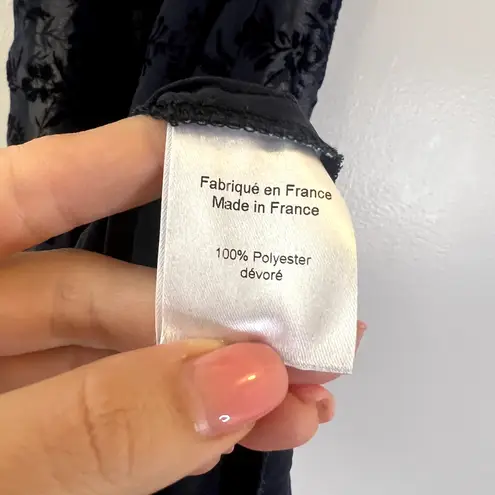 Fabriqué en France
Made in France
100% Polyester
dévoré